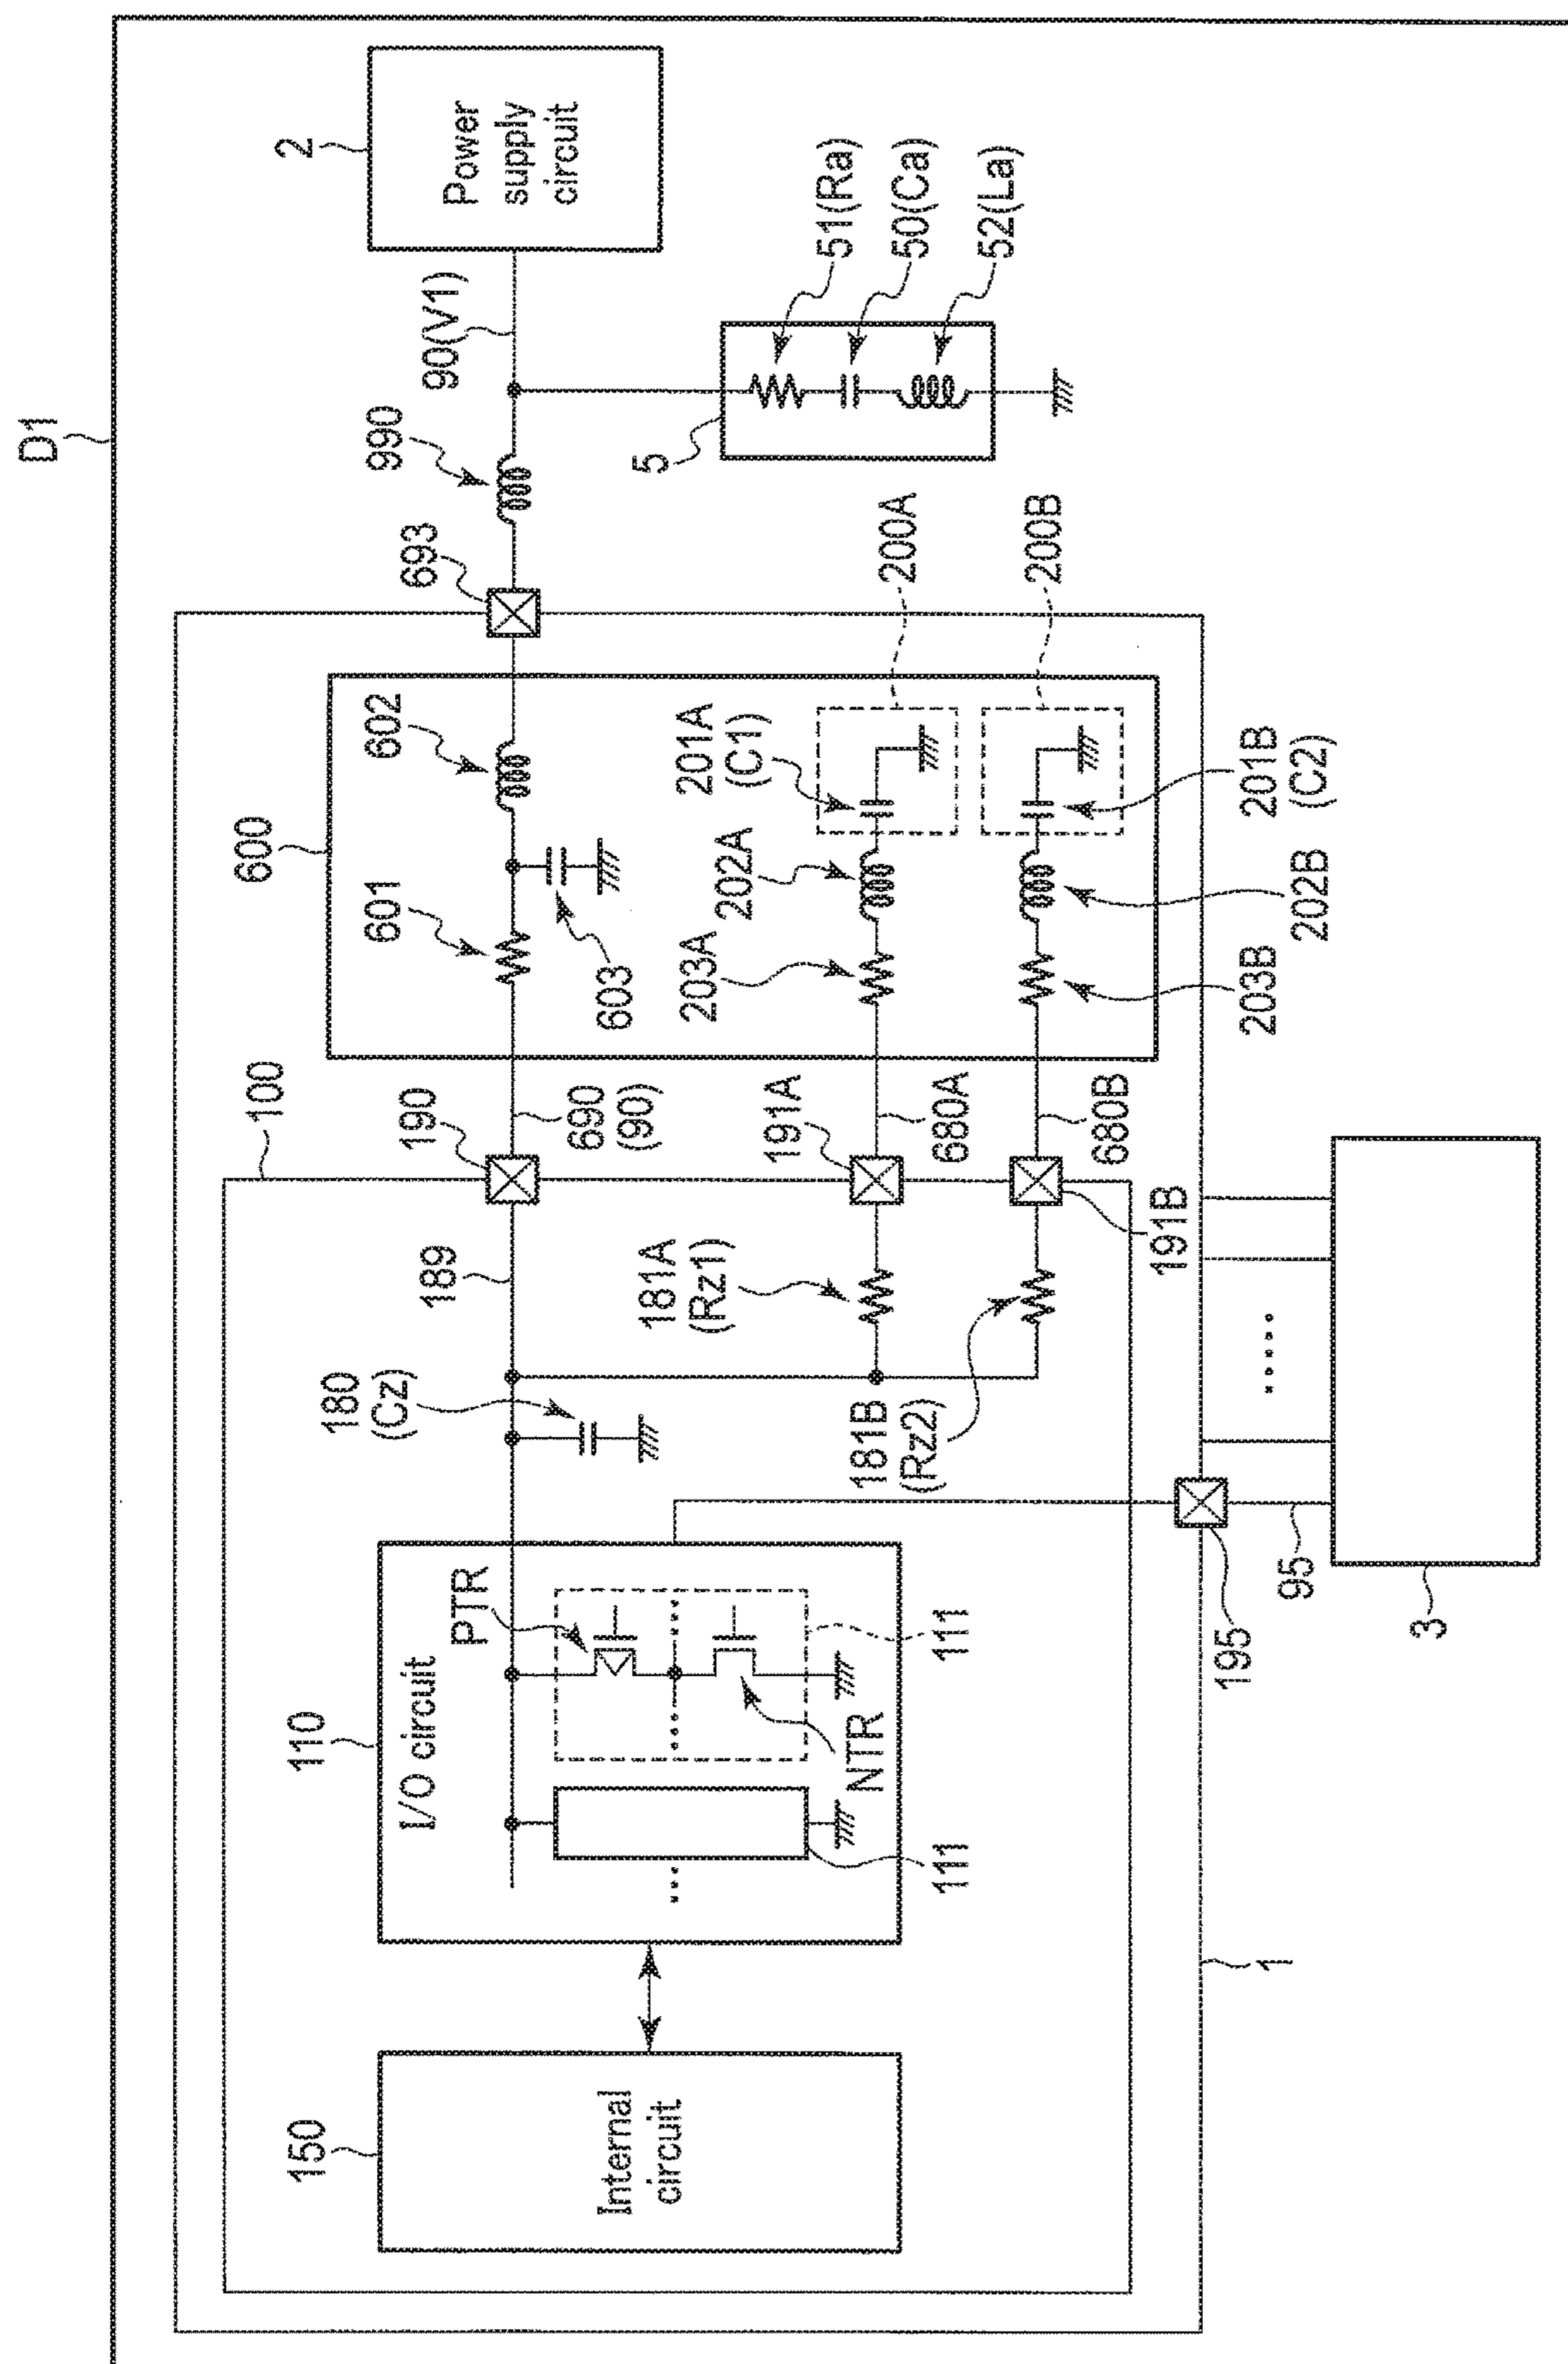 D1
2
Power
supply
circuit
90(V1)
990
693
5
51(Ra)
50(Ca)
52(La)
600
602
601
603
201A
(C1)
202A
203A
200A
200B
201B
(C2)
202B
203B
100
190
690
(90)
191A
680A
680B
191B
189
180
(Cz)
181A
(Rz1)
181B
(Rz2)
110
I/O circuit
PTR
NTR
111
111
195
95
3
1
150
Internal
circuit